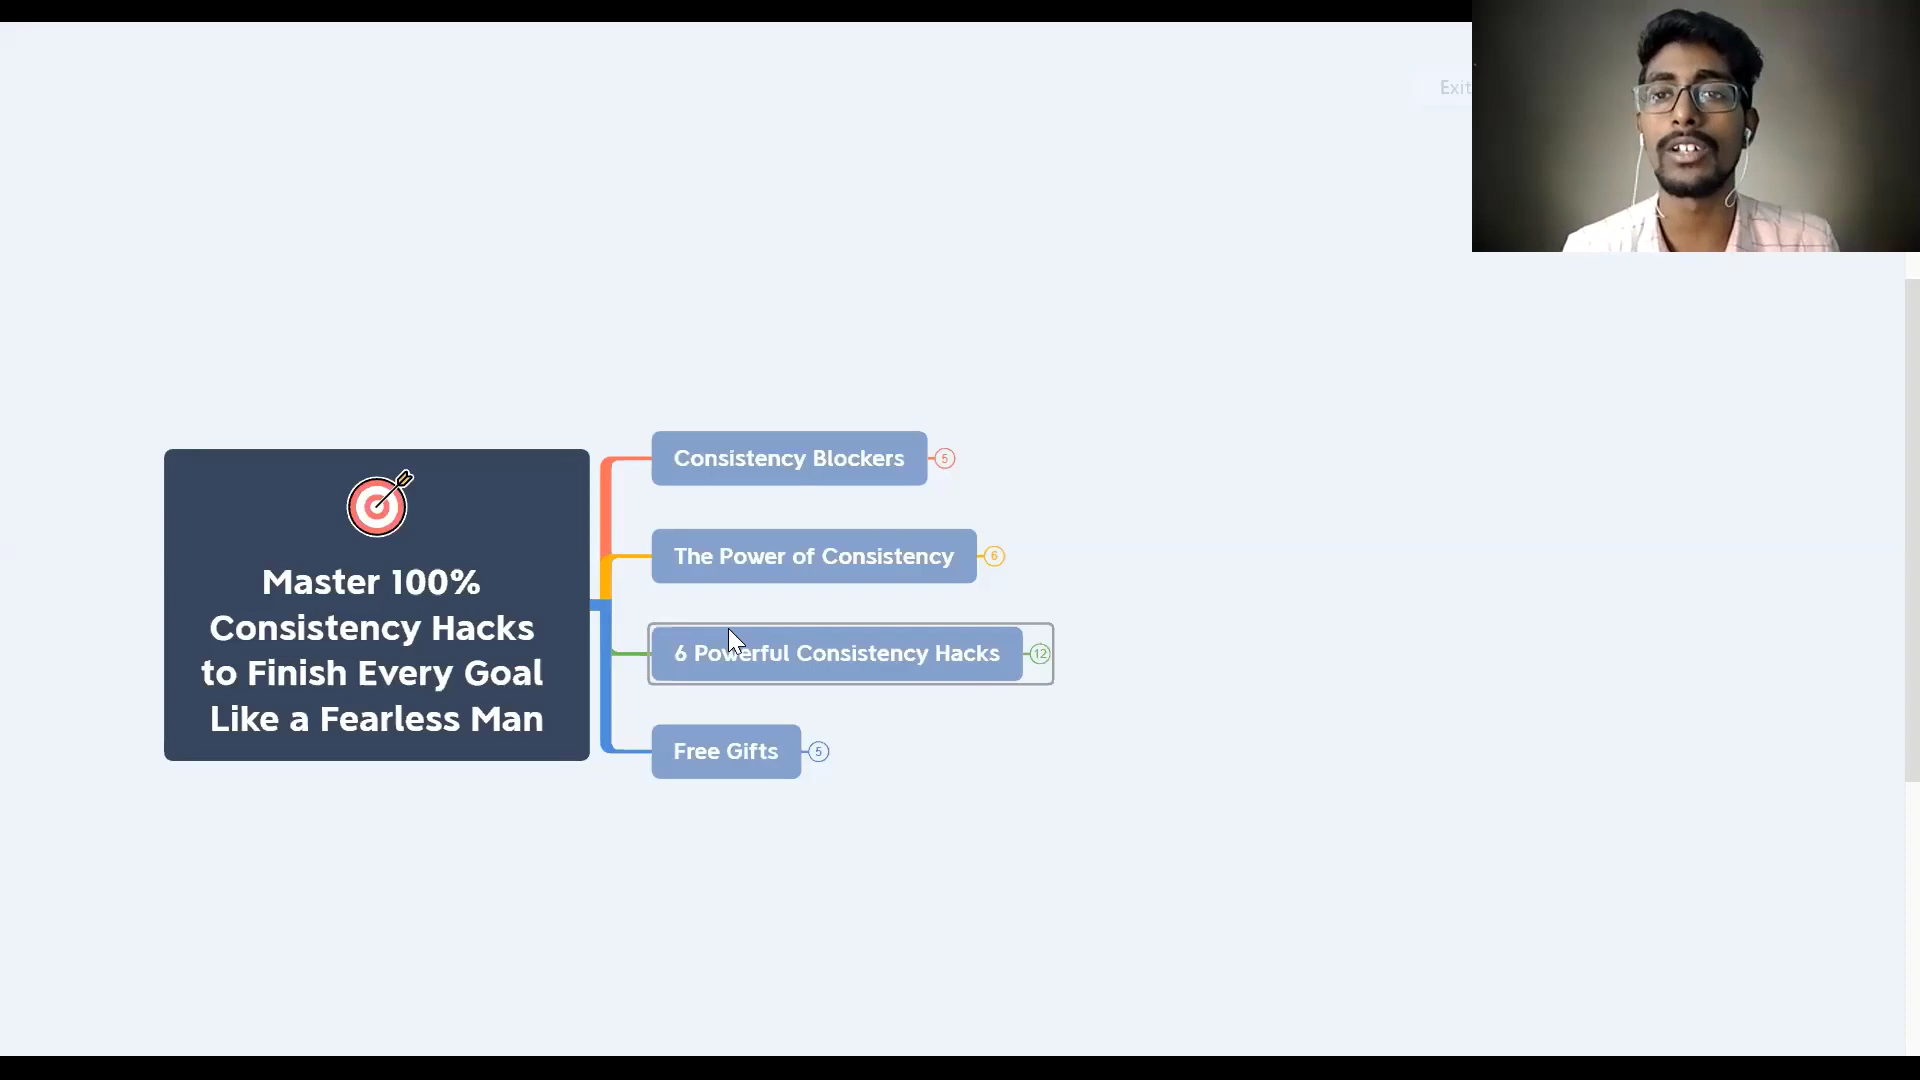 Exit
Master 100%
Consistency Hacks
to Finish Every Goal
Like a Fearless Man
Consistency Blockers 5
The Power of Consistency 6
6 Powerful Consistency Hacks 12
Free Gifts 5